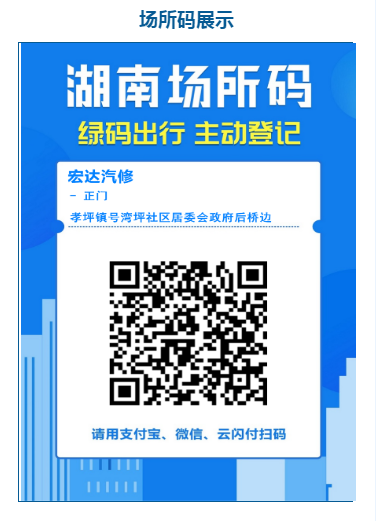 场所码展示
湖南场所码
绿码出行 主动登记
宏达汽修
- 正门
孝坪镇号湾坪社区居委会政府后桥边
请用支付宝、微信、云闪付扫码